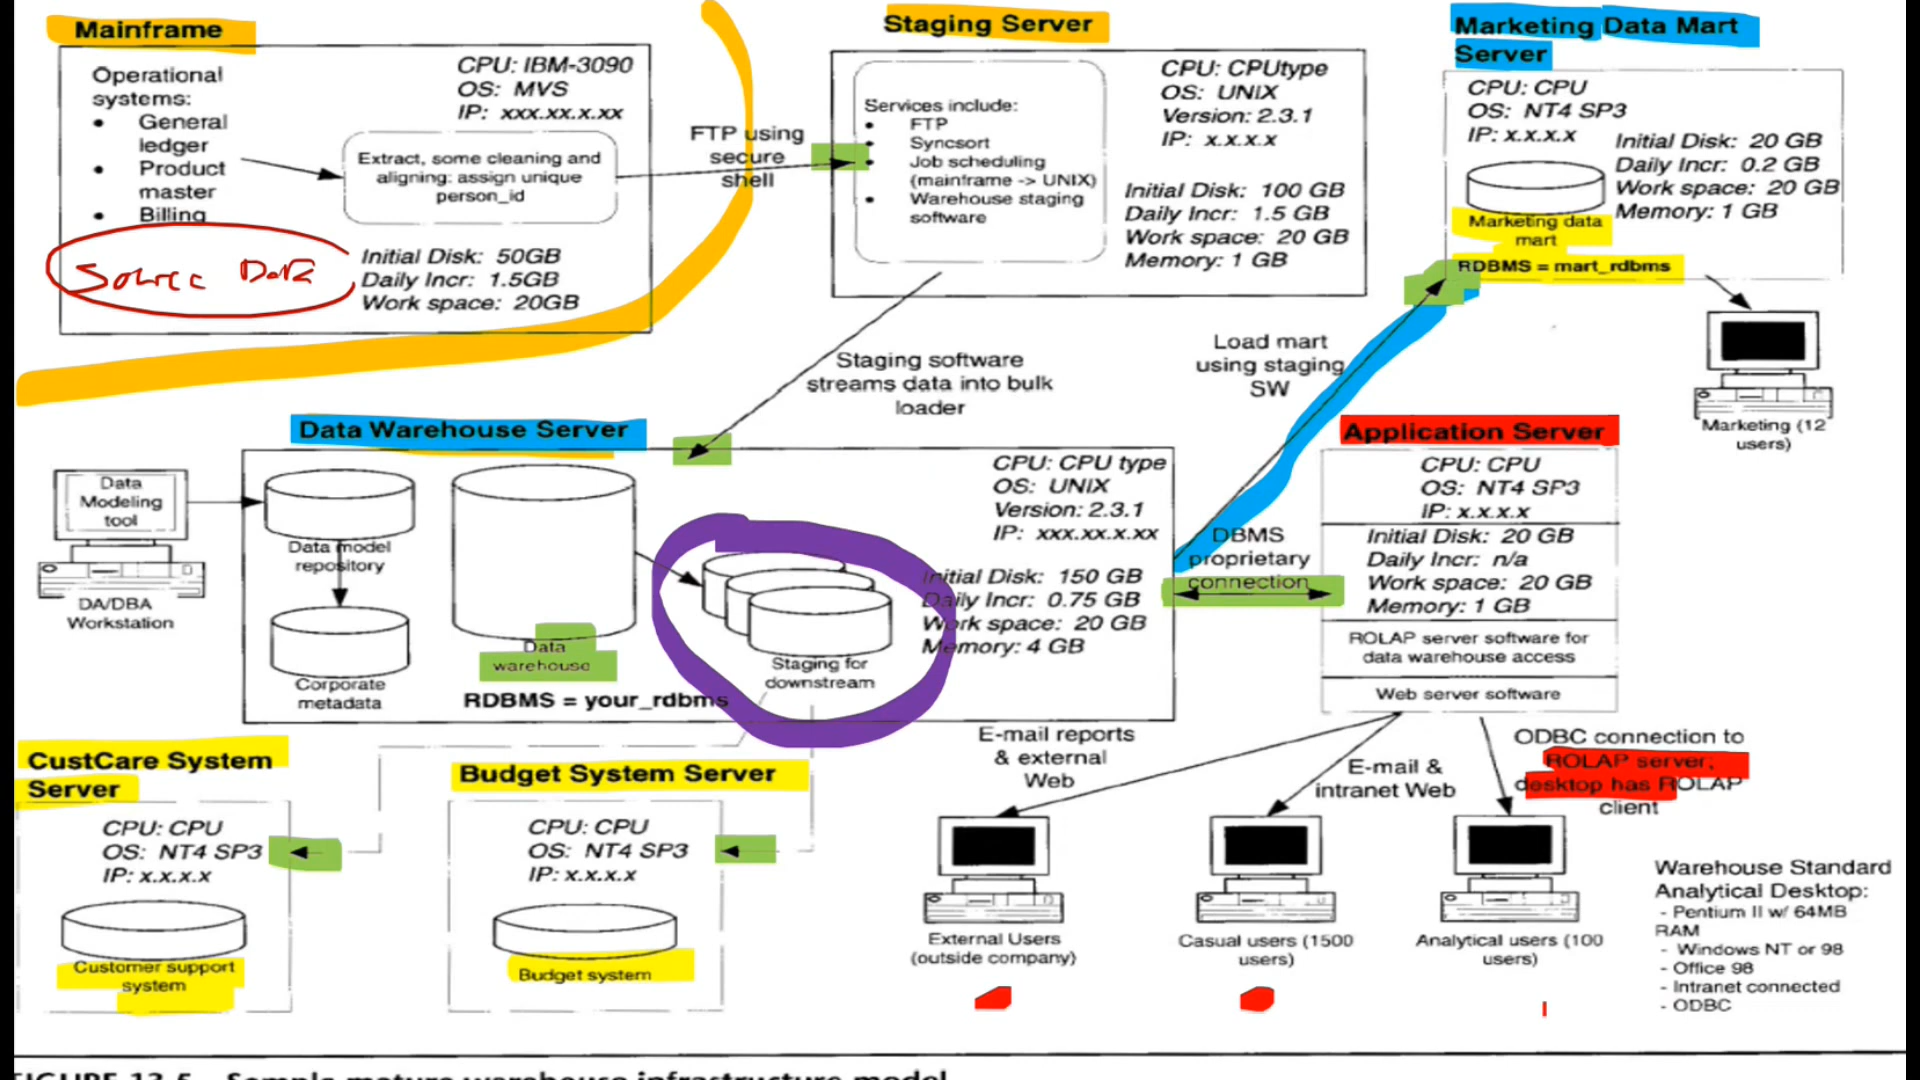 Mainframe
Operational
systems:
• General
ledger
• Product
master
• Billing
CPU: IBM-3090
OS: MVS
IP: xxx.xx.x.xx
Extract, some cleaning and
aligning: assign unique
person_id
Source Data
Initial Disk: 50GB
Daily Incr: 1.5GB
Work space: 20GB
FTP using
secure
shell
Staging Server
Services include:
• FTP
• Syncsort
• Job scheduling
(mainframe -> UNIX)
• Warehouse staging
software
CPU: CPUtype
OS: UNIX
Version: 2.3.1
IP: x.x.x.x
Initial Disk: 100 GB
Daily Incr: 1.5 GB
Work space: 20 GB
Memory: 1 GB
Marketing Data Mart
Server
CPU: CPU
OS: NT4 SP3
IP: x.x.x.x
Initial Disk: 20 GB
Daily Incr: 0.2 GB
Work space: 20 GB
Memory: 1 GB
Marketing data
mart
RDBMS = mart_rdbms
Marketing (12
users)
Staging software
streams data into bulk
loader
Load mart
using staging
SW
Data Warehouse Server
Data
Modeling
tool
DA/DBA
Workstation
Data model
repository
Corporate
metadata
Data
warehouse
RDBMS = your_rdbms
Staging for
downstream
CPU: CPU type
OS: UNIX
Version: 2.3.1
IP: xxx.xx.x.xx
Initial Disk: 150 GB
Daily Incr: 0.75 GB
Work space: 20 GB
Memory: 4 GB
DBMS
proprietary
connection
Application Server
CPU: CPU
OS: NT4 SP3
IP: x.x.x.x
Initial Disk: 20 GB
Daily Incr: n/a
Work space: 20 GB
Memory: 1 GB
ROLAP server software for
data warehouse access
Web server software
CustCare System
Server
CPU: CPU
OS: NT4 SP3
IP: x.x.x.x
Customer support
system
Budget System Server
CPU: CPU
OS: NT4 SP3
IP: x.x.x.x
Budget system
E-mail reports
& external
Web
E-mail &
intranet Web
ODBC connection to
ROLAP server;
desktop has ROLAP
client
External Users
(outside company)
Casual users (1500
users)
Analytical users (100
users)
Warehouse Standard
Analytical Desktop:
- Pentium II w/ 64MB
RAM
- Windows NT or 98
- Office 98
- Intranet connected
- ODBC
FIGURE 13.5 Sample mature warehouse infrastructure model